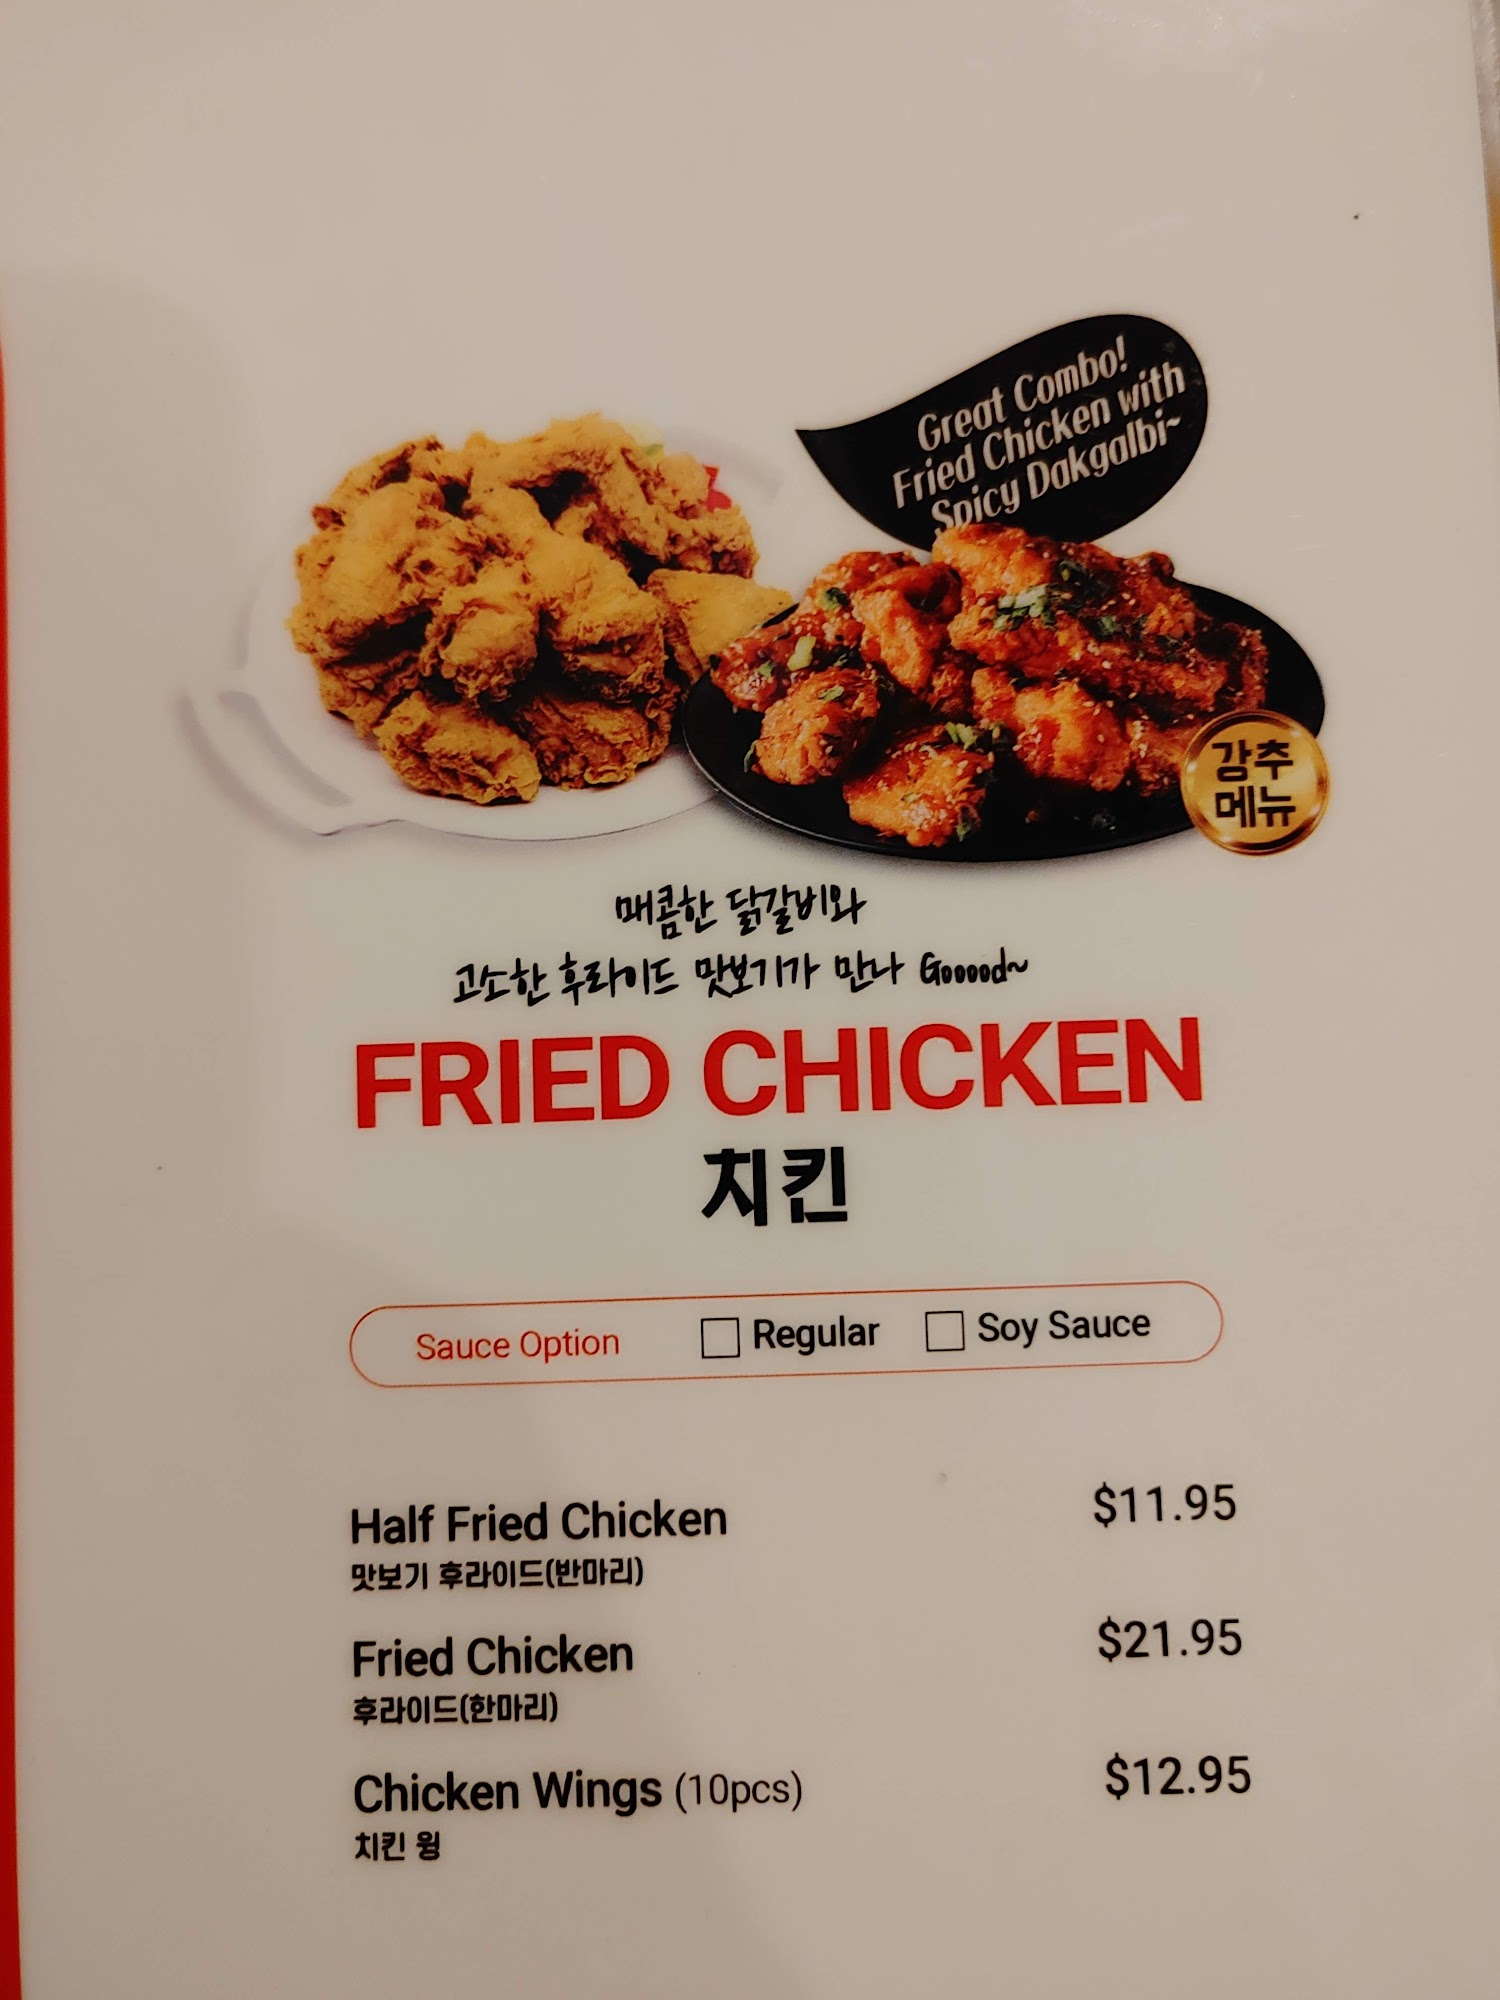 Great Combo!
Fried Chicken with
Spicy Dakgalbi~
강추
메뉴
매콤한 닭갈비와
고소한 후라이드 맛보기가 만나 Gooood~
FRIED CHICKEN
치킨
Sauce Option □ Regular □ Soy Sauce
Half Fried Chicken $11.95
맛보기 후라이드(반마리)
Fried Chicken $21.95
후라이드(한마리)
Chicken Wings (10pcs) $12.95
치킨 윙